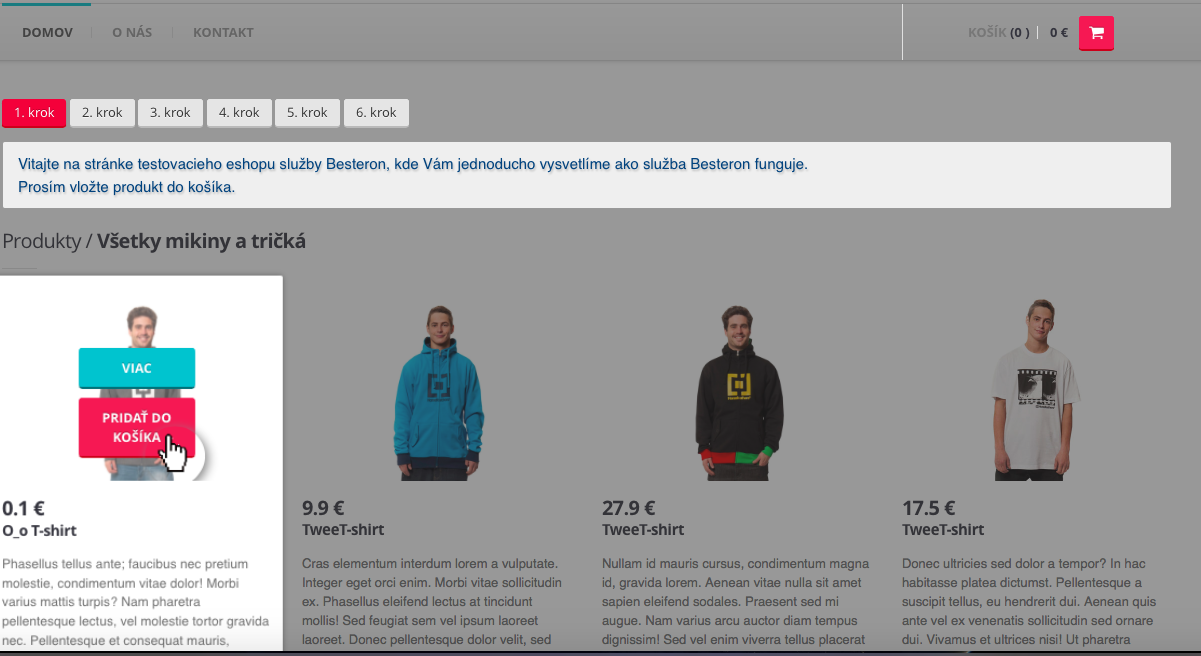 DOMOV O NÁS KONTAKT KOŠÍK (0 ) 0 €
1. krok 2. krok 3. krok 4. krok 5. krok 6. krok
Vitajte na stránke testovacieho eshopu služby Besteron, kde Vám jednoducho vysvetlíme ako služba Besteron funguje.
Prosím vložte produkt do košíka.
Produkty / Všetky mikiny a tričká
VIAC
PRIDAŤ DO
KOŠÍKA
0.1 €
O_o T-shirt
Phasellus tellus ante; faucibus nec pretium
molestie, condimentum vitae dolor! Morbi
varius mattis turpis? Nam pharetra
pellentesque lectus, vel molestie tortor gravida
nec. Pellentesque et consequat mauris,
9.9 €
TweeT-shirt
Cras elementum interdum lorem a vulputate.
Integer eget orci enim. Morbi vitae sollicitudin
ex. Phasellus eleifend lectus at tincidunt
mollis! Sed feugiat sem vel ipsum laoreet
laoreet. Donec pellentesque dolor velit, sed
27.9 €
TweeT-shirt
Nullam id mauris cursus, condimentum magna
id, gravida lorem. Aenean vitae nulla sit amet
sapien eleifend sodales. Praesent sed mi
augue. Nam varius arcu auctor diam tempus
dignissim! Sed vel enim viverra tellus placerat
17.5 €
TweeT-shirt
Donec ultricies sed dolor a tempor? In hac
habitasse platea dictumst. Pellentesque a
suscipit tellus, eu hendrerit dui. Aenean quis
ante vel ex venenatis sollicitudin sed ornare
dui. Vivamus et ultrices nisi! Ut pharetra